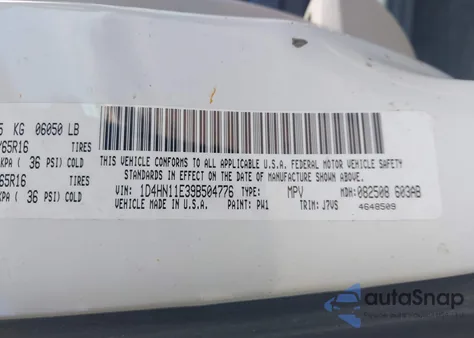 5 KG 06050 LB
65R16 TIRES
KPA ( 36 PSI) COLD
65R16 TIRES
KPA ( 36 PSI) COLD
THIS VEHICLE CONFORMS TO ALL APPLICABLE U.S.A. FEDERAL MOTOR VEHICLE SAFETY
STANDARDS IN EFFECT ON THE DATE OF MANUFACTURE SHOWN ABOVE.
VIN: 1D4HN11E39B504776 TYPE: MPV MDH: 082508 603AB
VEHICLE MADE IN U.S.A. PAINT: PW1 TRIM: J7VS 4648509
autoSnap